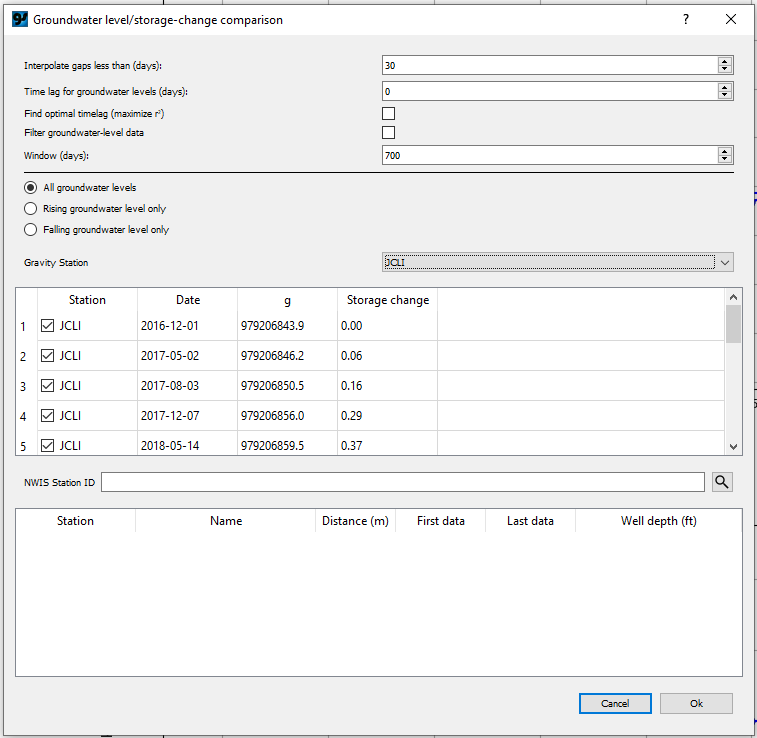 Groundwater level/storage-change comparison ?
Interpolate gaps less than (days): 30
Time lag for groundwater levels (days): 0
Find optimal timelag (maximize r²)
Filter groundwater-level data
Window (days): 700
All groundwater levels
Rising groundwater level only
Falling groundwater level only
Gravity Station JCLI
Station Date g Storage change
1 JCLI 2016-12-01 979206843.9 0.00
2 JCLI 2017-05-02 979206846.2 0.06
3 JCLI 2017-08-03 979206850.5 0.16
4 JCLI 2017-12-07 979206856.0 0.29
5 JCLI 2018-05-14 979206859.5 0.37
NWIS Station ID
Station Name Distance (m) First data Last data Well depth (ft)
Cancel Ok